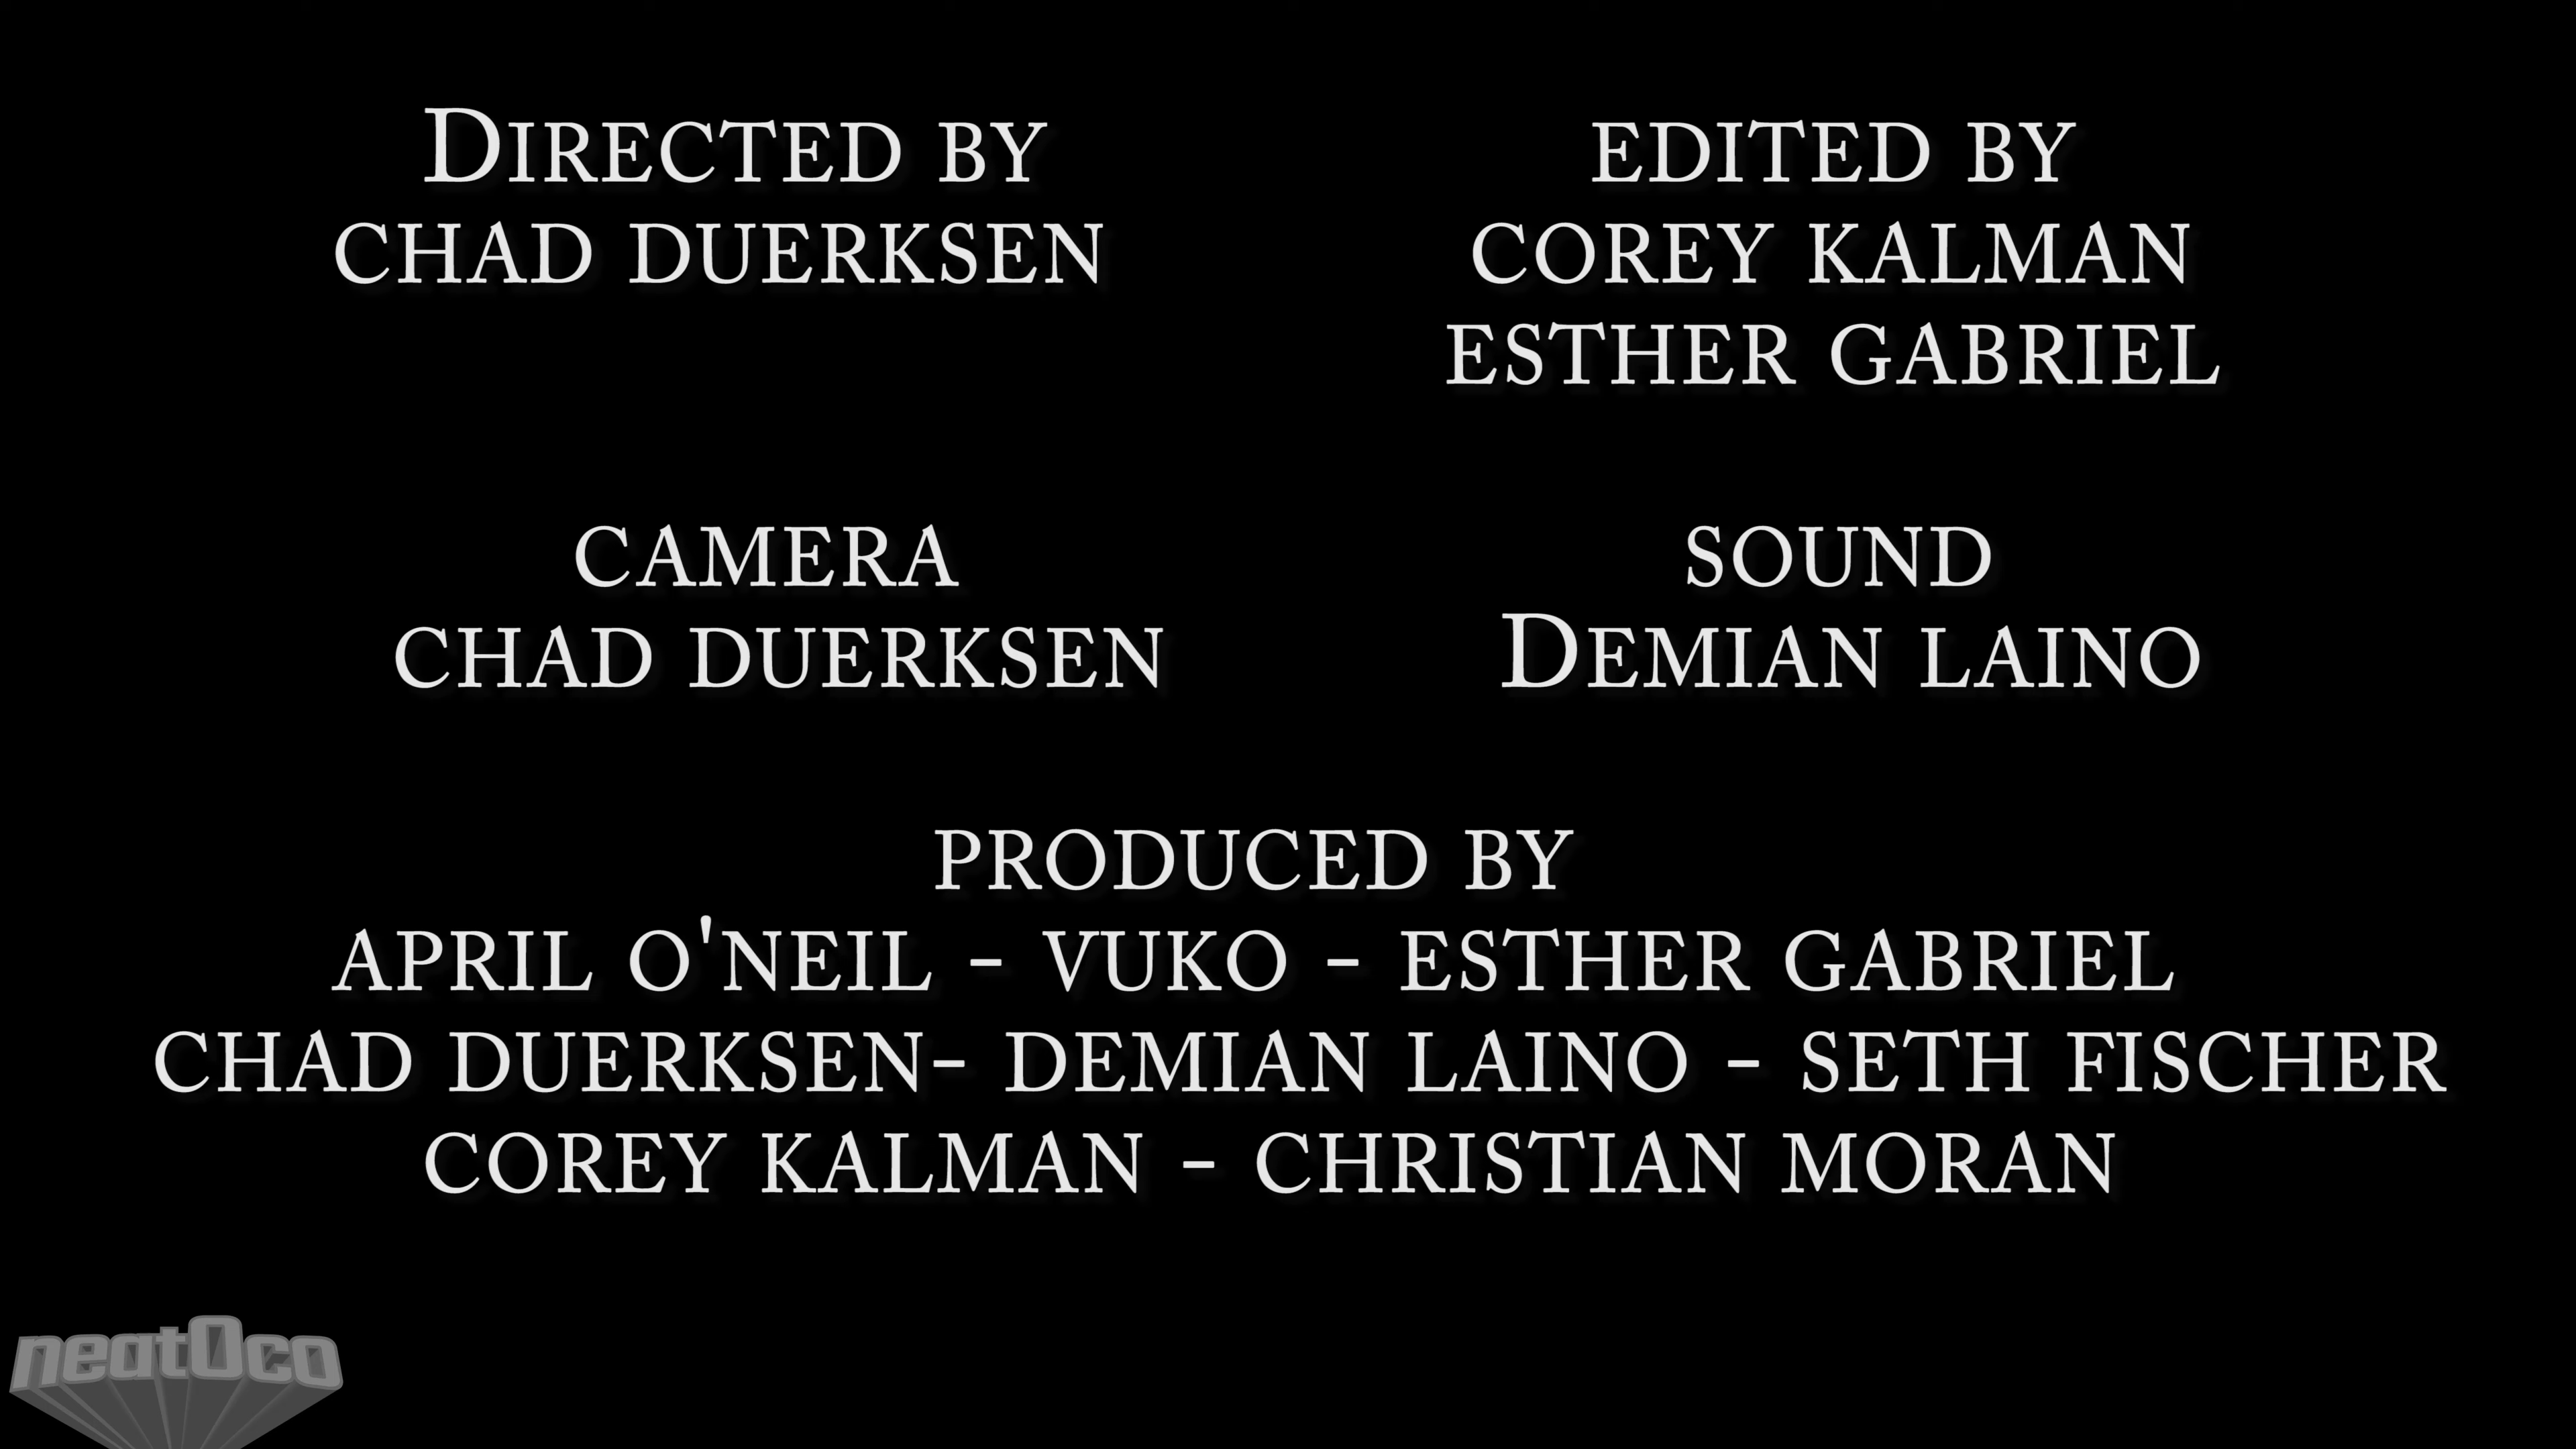 DIRECTED BY
CHAD DUERKSEN
EDITED BY
COREY KALMAN
ESTHER GABRIEL
CAMERA
CHAD DUERKSEN
SOUND
DEMIAN LAINO
PRODUCED BY
APRIL O'NEIL - VUKO - ESTHER GABRIEL
CHAD DUERKSEN- DEMIAN LAINO - SETH FISCHER
COREY KALMAN - CHRISTIAN MORAN
neatOco